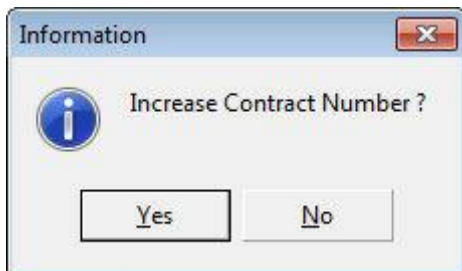 Information
Increase Contract Number ?
Yes
No